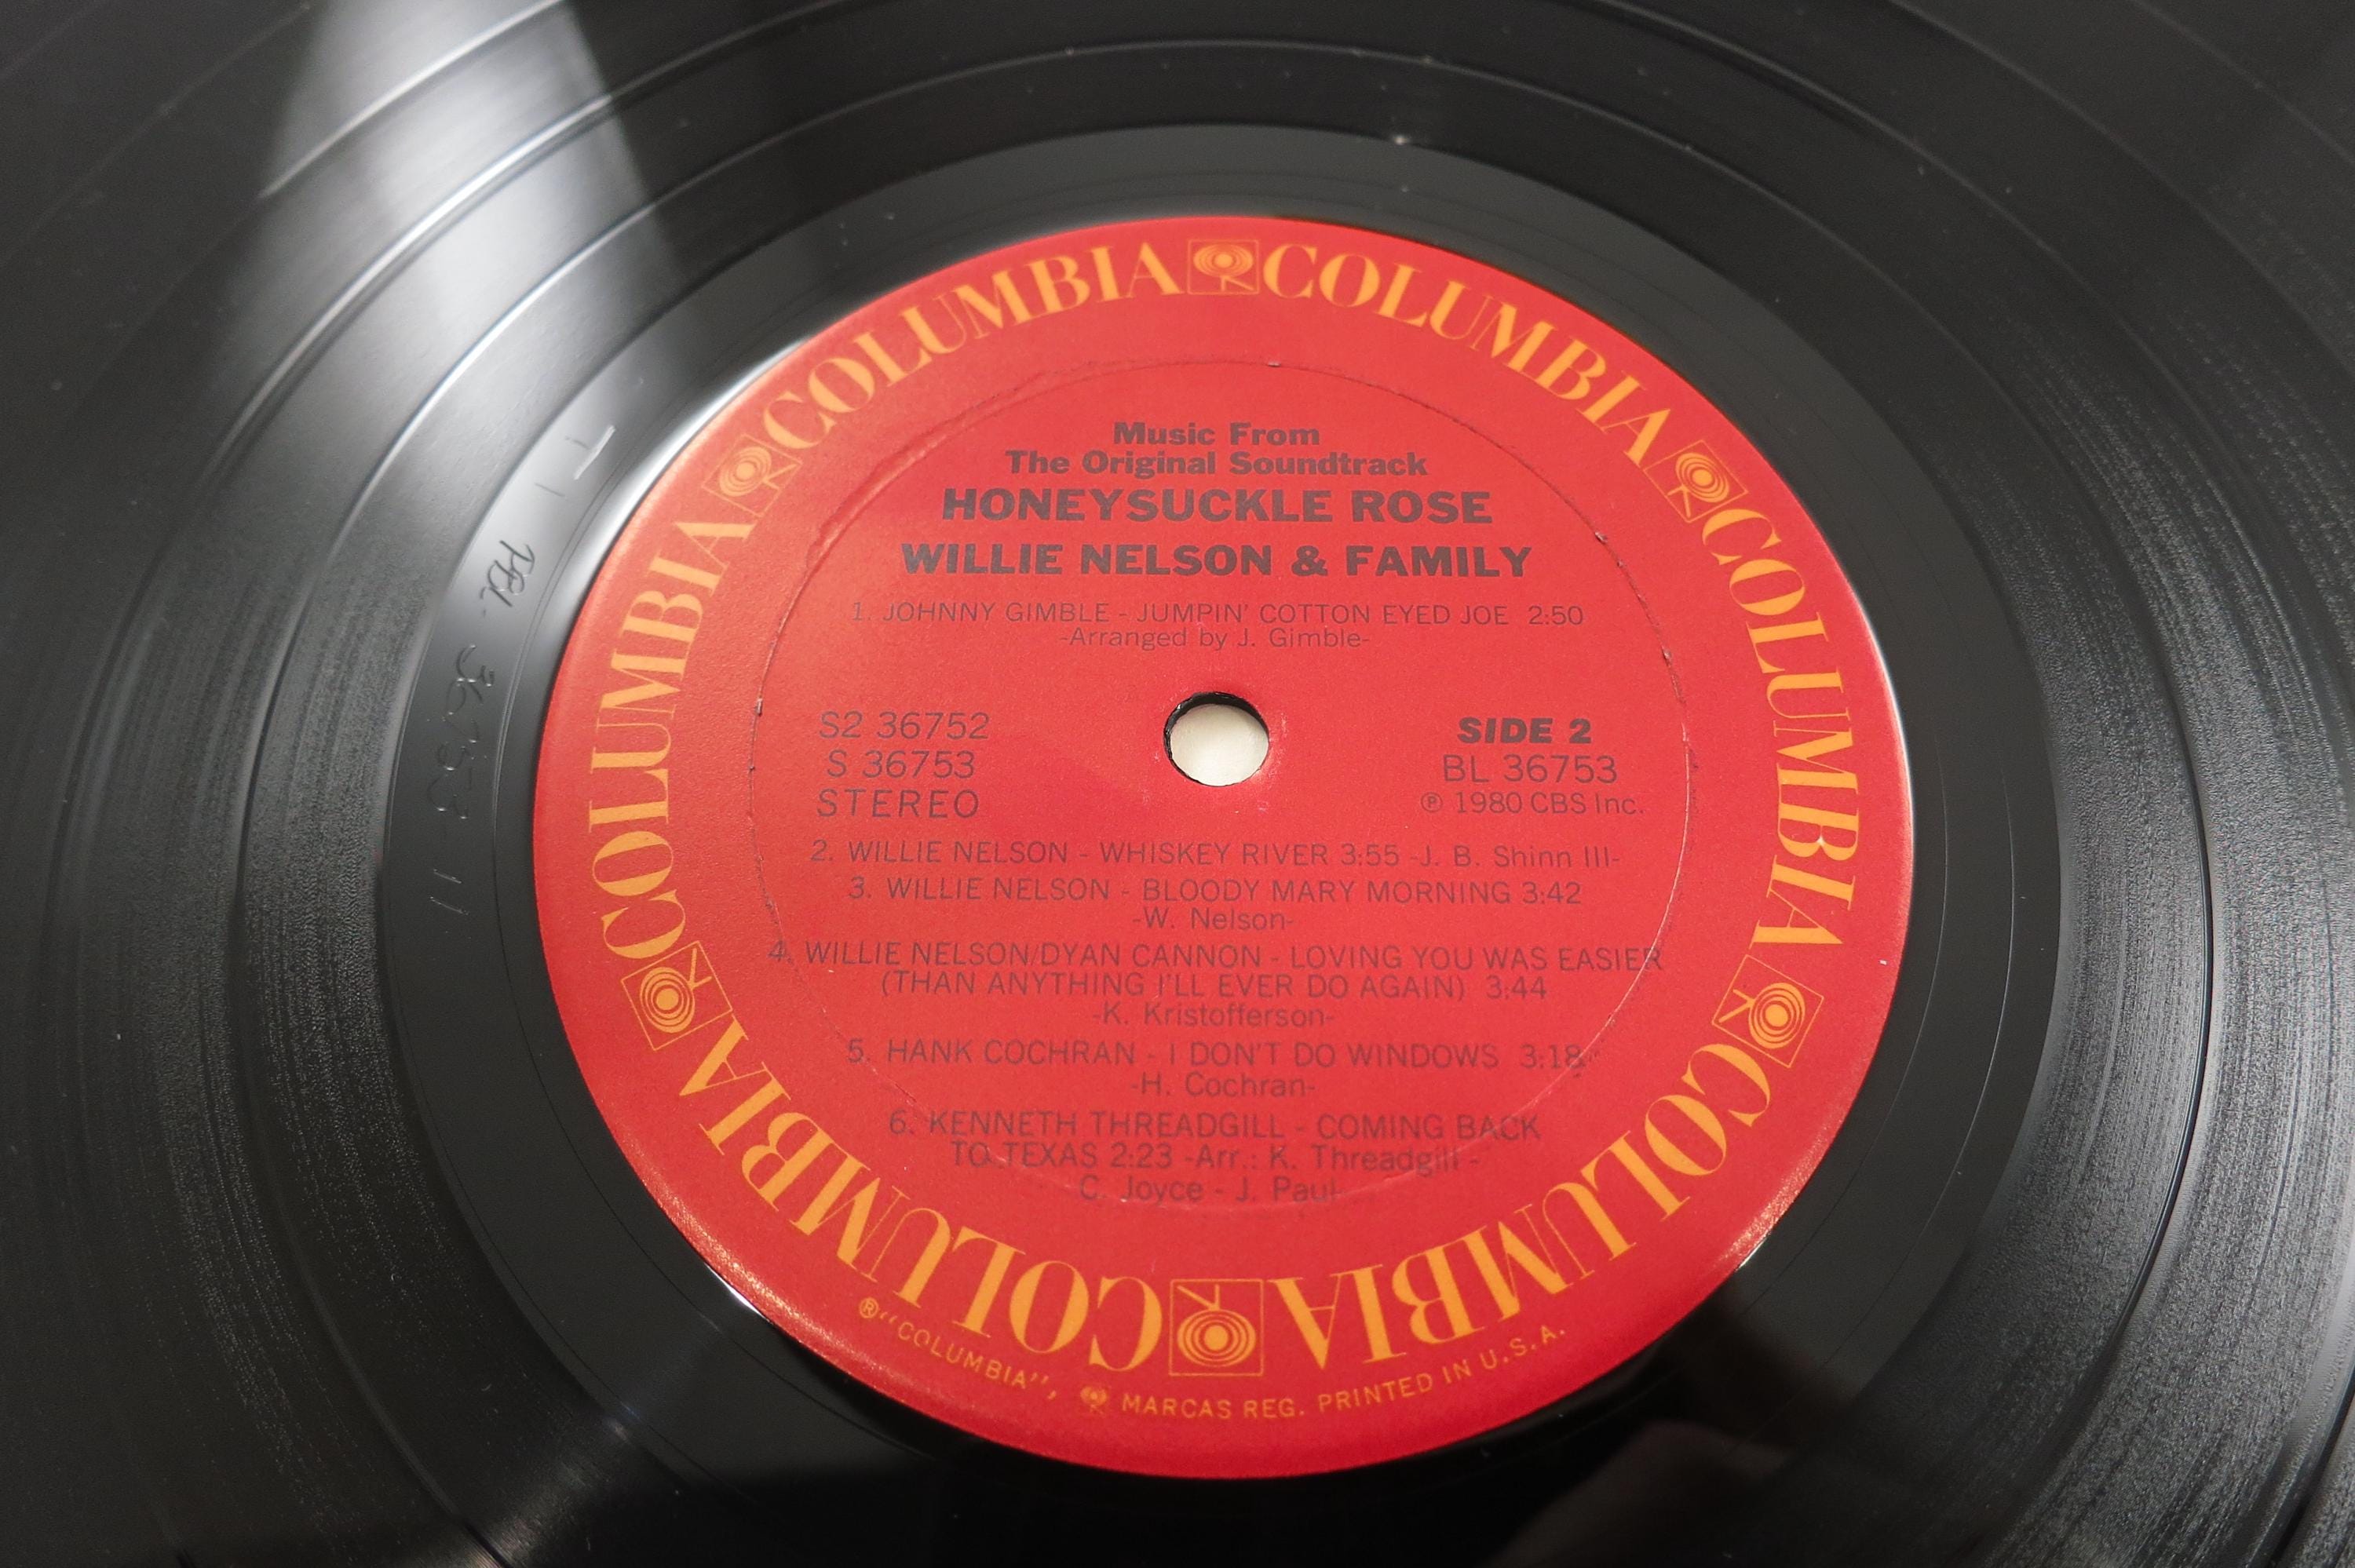 COLUMBIA COLUMBIA COLUMBIA COLUMBIA COLUMBIA COLUMBIA
Music From
The Original Soundtrack
HONEYSUCKLE ROSE
WILLIE NELSON & FAMILY
1. JOHNNY GIMBLE - JUMPIN' COTTON EYED JOE 2:50
-Arranged by J. Gimble-
S2 36752
S 36753
STEREO
SIDE 2
BL 36753
℗ 1980 CBS Inc.
2. WILLIE NELSON - WHISKEY RIVER 3:55 -J. B. Shinn III-
3. WILLIE NELSON - BLOODY MARY MORNING 3:42
-W. Nelson-
4. WILLIE NELSON/DYAN CANNON - LOVING YOU WAS EASIER
(THAN ANYTHING I'LL EVER DO AGAIN) 3:44
-K. Kristofferson-
5. HANK COCHRAN - I DON'T DO WINDOWS 3:18
-H. Cochran-
6. KENNETH THREADGILL - COMING BACK
TO TEXAS 2:23 -Arr.: K. Threadgill -
C. Joyce - J. Paul-
® "COLUMBIA", MARCAS REG. PRINTED IN U.S.A.
T1